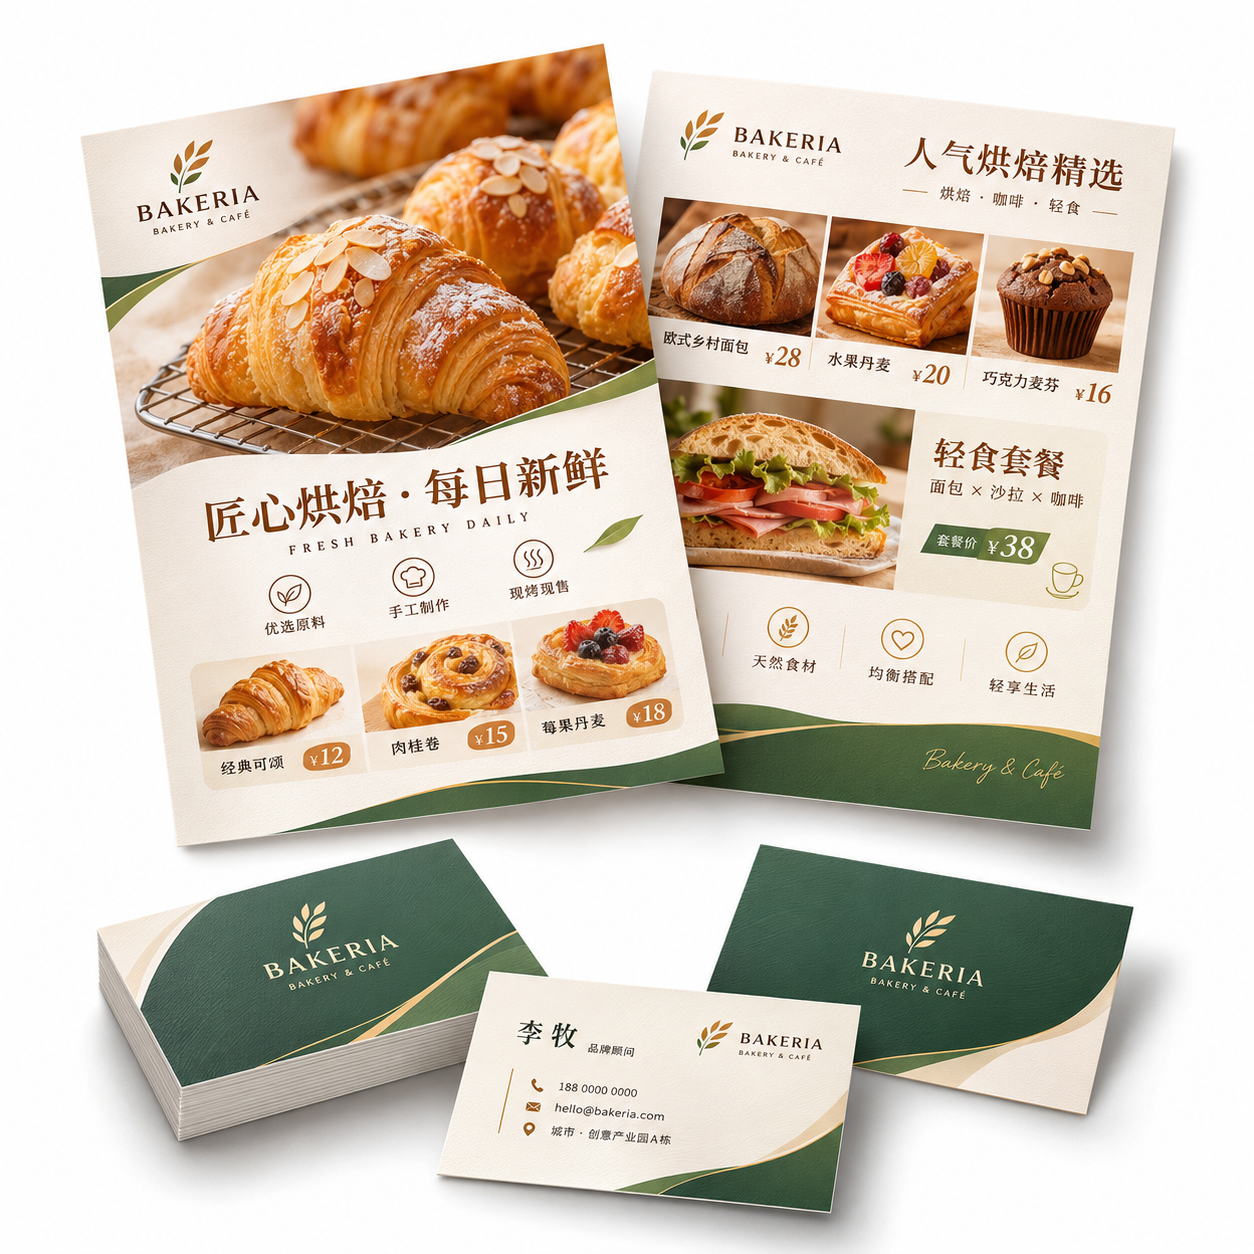 BAKERIA
BAKERY & CAFÉ
匠心烘焙·每日新鲜
FRESH BAKERY DAILY
优选原料
手工制作
现烤现售
经典可颂
¥12
肉桂卷
¥15
莓果丹麦
¥18
BAKERIA
BAKERY & CAFÉ
人气烘焙精选
烘焙·咖啡·轻食
欧式乡村面包
¥28
水果丹麦
¥20
巧克力麦芬
¥16
轻食套餐
面包×沙拉×咖啡
套餐价 ¥38
天然食材
均衡搭配
轻享生活
Bakery & Café
BAKERIA
BAKERY & CAFÉ
BAKERIA
BAKERY & CAFÉ
李牧 品牌顾问
BAKERIA
BAKERY & CAFÉ
188 0000 0000
hello@bakeria.com
城市·创意产业园A栋